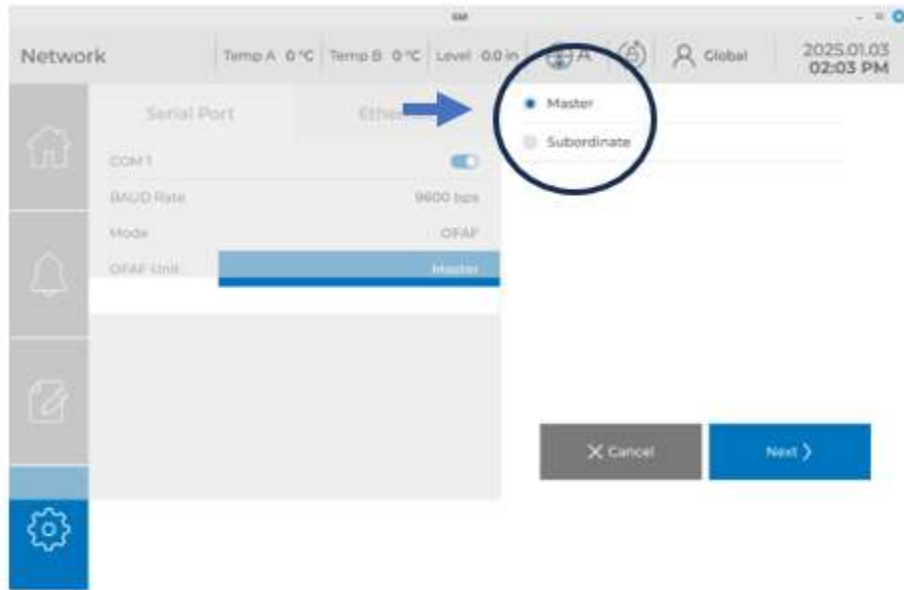 Network
Temp A 0 °C Temp B 0 °C Level 0.0 in A Global 2025.01.03
02:03 PM
Serial Port
Master
Subordinate
COM 1
BAUD Rate 9600 bps
Mode OFAF
OFAF Unit Master
Cancel Next